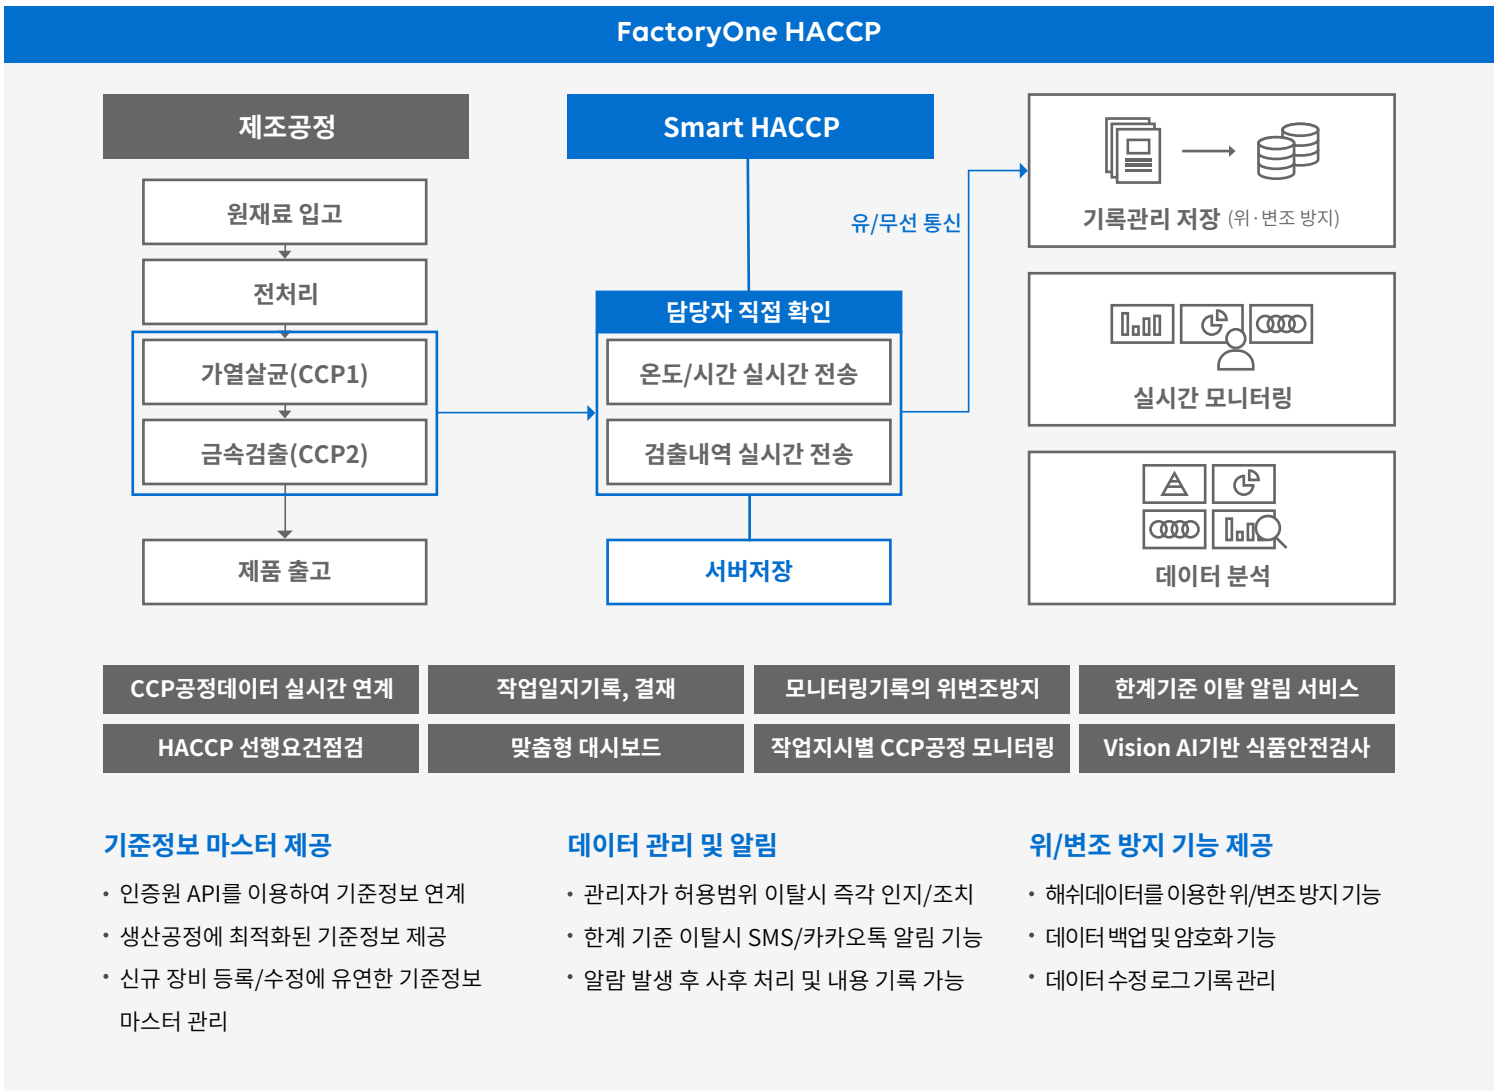 FactoryOne HACCP
제조공정
원재료 입고
전처리
가열살균(CCP1)
금속검출(CCP2)
제품 출고
Smart HACCP
담당자 직접 확인
온도/시간 실시간 전송
검출내역 실시간 전송
서버저장
유/무선 통신
기록관리 저장 (위·변조 방지)
실시간 모니터링
데이터 분석
CCP공정데이터 실시간 연계
작업일지기록, 결재
모니터링기록의 위변조방지
한계기준 이탈 알림 서비스
HACCP 선행요건점검
맞춤형 대시보드
작업지시별 CCP공정 모니터링
Vision AI기반 식품안전검사
기준정보 마스터 제공
• 인증원 API를 이용하여 기준정보 연계
• 생산공정에 최적화된 기준정보 제공
• 신규 장비 등록/수정에 유연한 기준정보
마스터 관리
데이터 관리 및 알림
• 관리자가 허용범위 이탈시 즉각 인지/조치
• 한계 기준 이탈시 SMS/카카오톡 알림 기능
• 알람 발생 후 사후 처리 및 내용 기록 가능
위/변조 방지 기능 제공
• 해쉬데이터를 이용한 위/변조 방지 기능
• 데이터 백업 및 암호화 기능
• 데이터 수정 로그 기록 관리